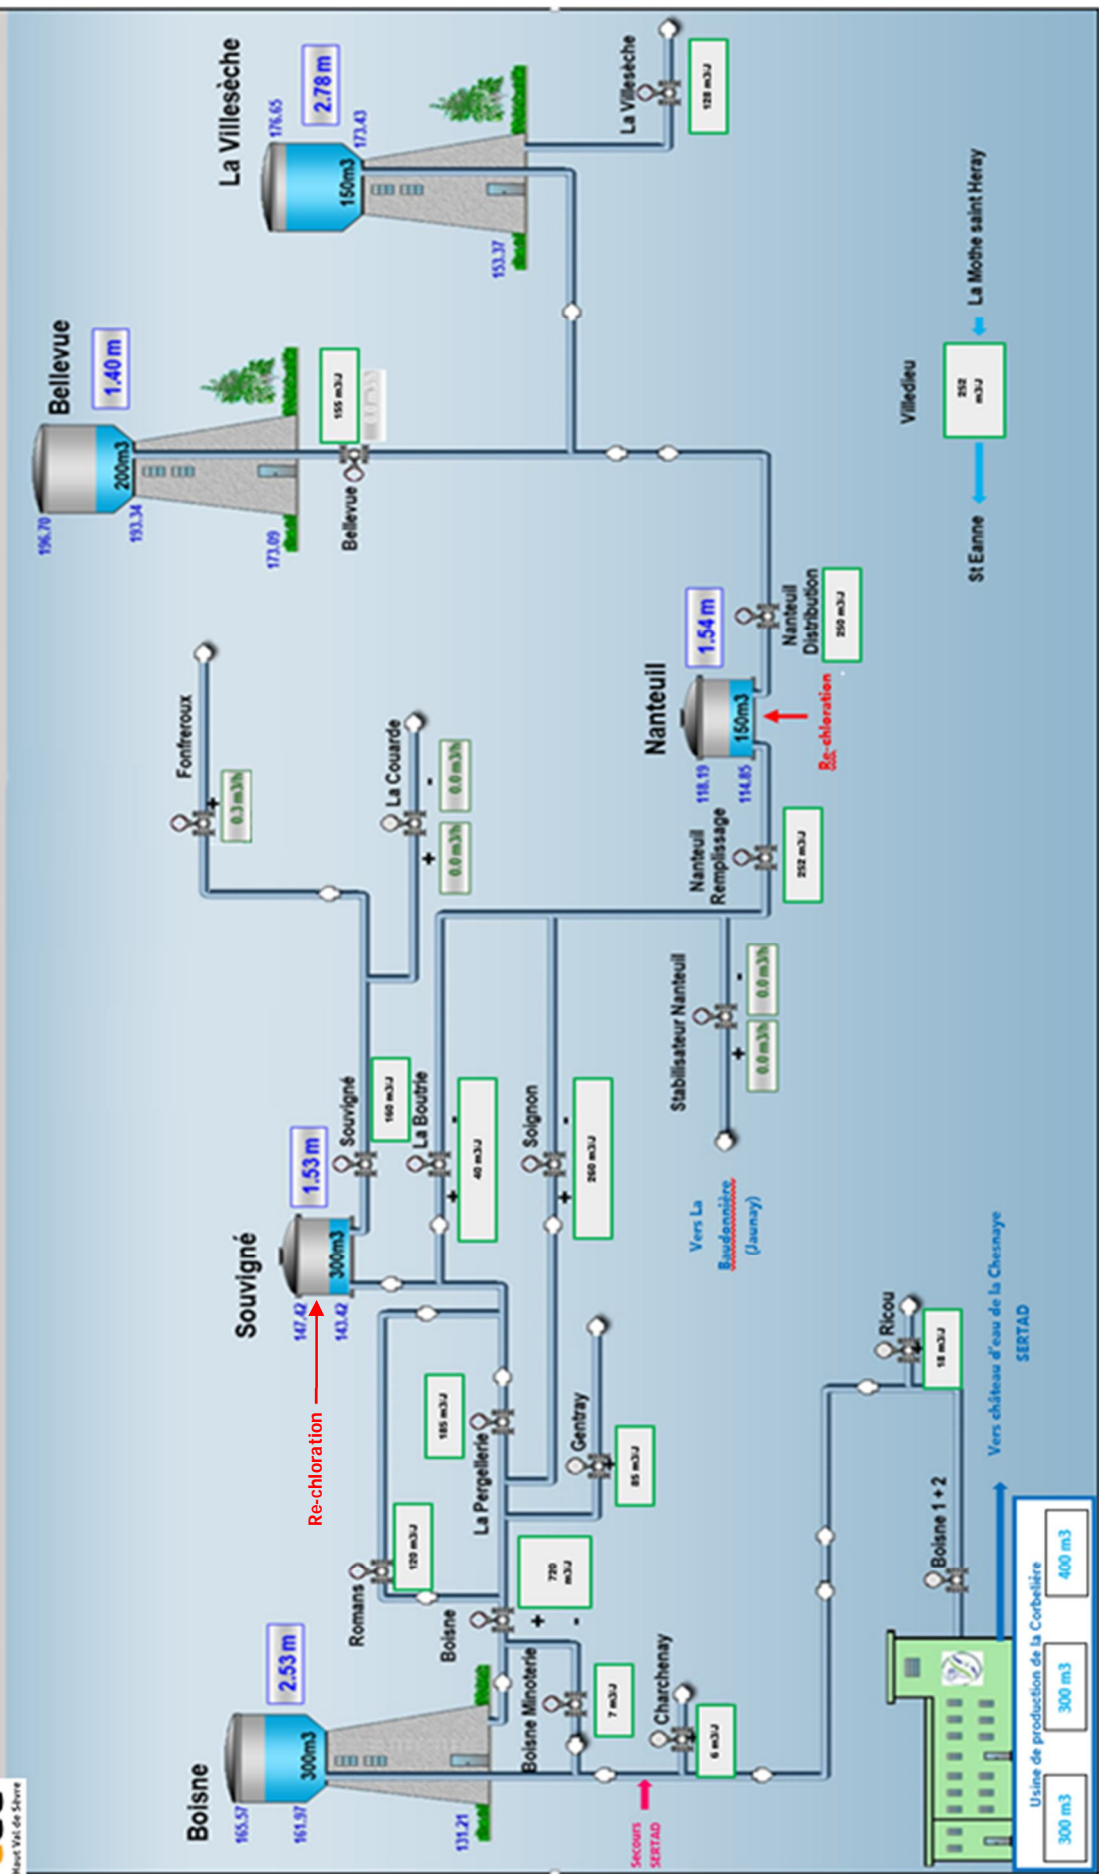 Haut Val de Sèvre
Boisne
2.53 m
165.57
161.97
300m3
131.21
Romans
120 m3/J
Boisne
720
m3/J
+
-
Boisne Minoterie
7 m3/J
Charchenay
6 m3/J
Secours
SERTAD
Re-chloration
Souvigné
1.53 m
147.42
143.42
300m3
Souvigné
160 m3/J
La Boutrie
+
-
40 m3/J
Soignon
+
-
260 m3/J
La Pergellerie
185 m3/J
Gentray
+
85 m3/J
Fonfreroux
+
0.3 m3/h
La Couarde
+
-
0.0 m3/h
0.0 m3/h
Stabilisateur Nanteuil
+
-
0.0 m3/h
0.0 m3/h
Vers La
Baudonnière
(Jaunay)
Nanteuil
1.54 m
118.19
114.85
150m3
Nanteuil
Remplissage
252 m3/J
Nanteuil
Distribution
250 m3/J
Re-chloration
Bellevue
1.40 m
196.70
193.34
200m3
173.09
Bellevue
155 m3/J
La Villesèche
2.78 m
176.65
173.43
150m3
153.37
La Villesèche
128 m3/J
Villedieu
St Eanne
252
m3/J
La Mothe saint Heray
Ricou
+
18 m3/J
Boisne 1 + 2
Vers château d'eau de la Chesnaye
SERTAD
Usine de production de la Corbelière
300 m3
300 m3
400 m3